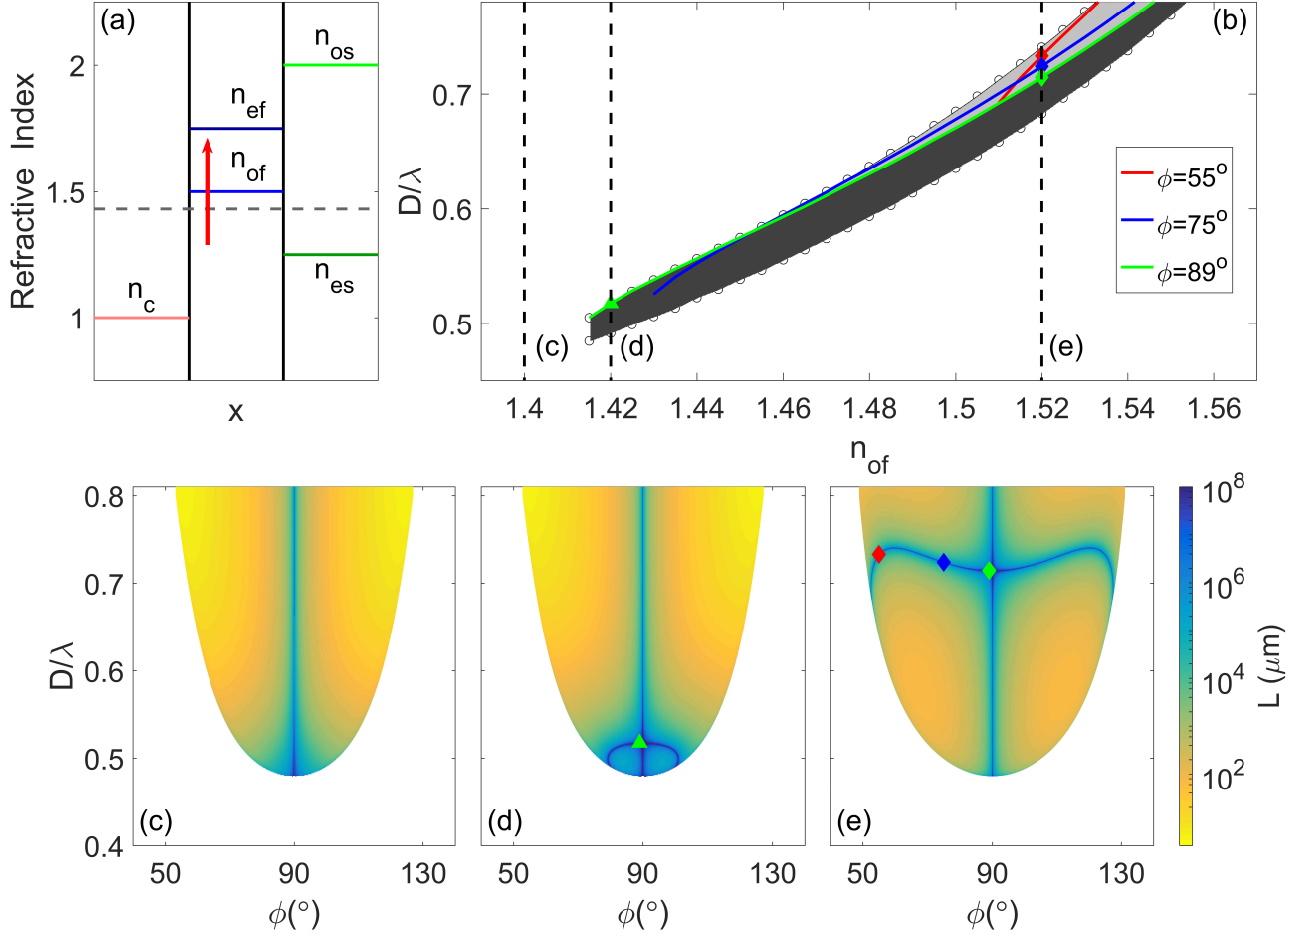 (a)
n_os
n_ef
n_of
n_es
n_c
2
1.5
1
Refractive Index
x
(b)
0.7
0.6
0.5
D/λ
ϕ=55°
ϕ=75°
ϕ=89°
(c)
(d)
(e)
1.4
1.42
1.44
1.46
1.48
1.5
1.52
1.54
1.56
n_of
0.8
0.7
0.6
0.5
0.4
D/λ
(c)
50
90
130
ϕ(°)
(d)
50
90
130
ϕ(°)
(e)
50
90
130
ϕ(°)
10^8
10^6
10^4
10^2
L (μm)